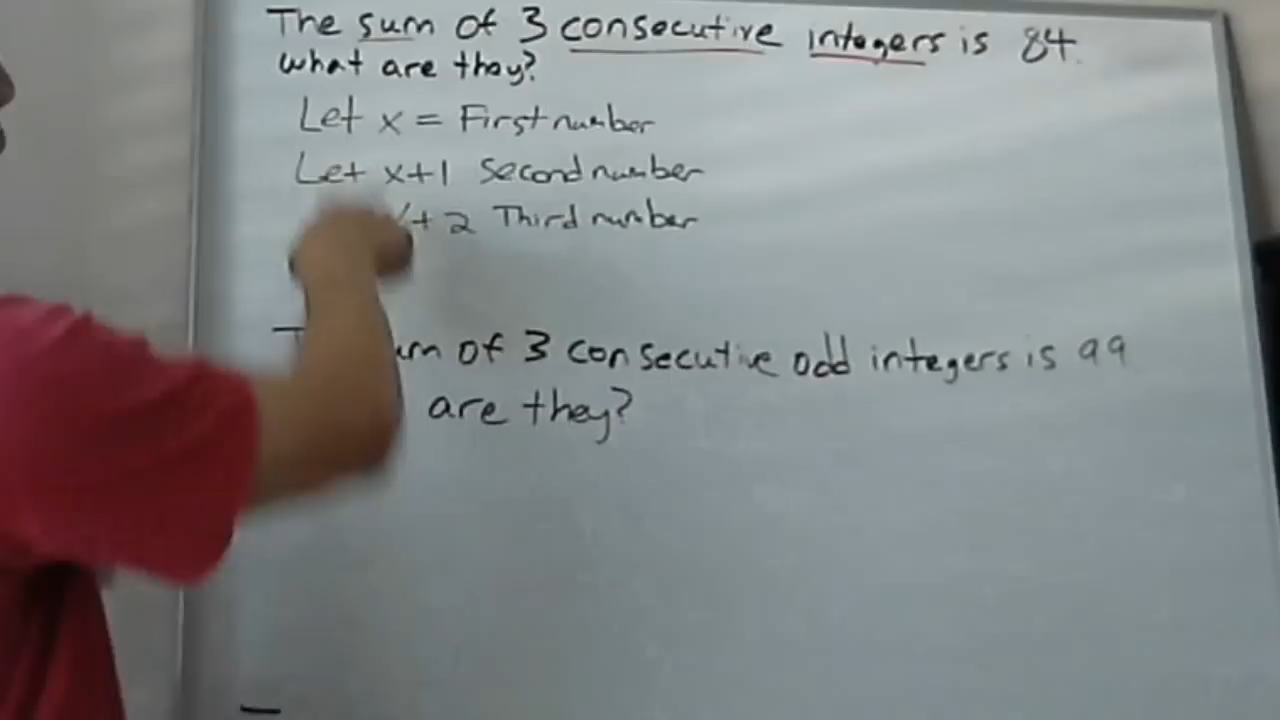 The sum of 3 consecutive integers is 84.
what are they?
Let x = First number
Let x+1 Second number
x+2 Third number
of 3 consecutive odd integers is 99
are they?